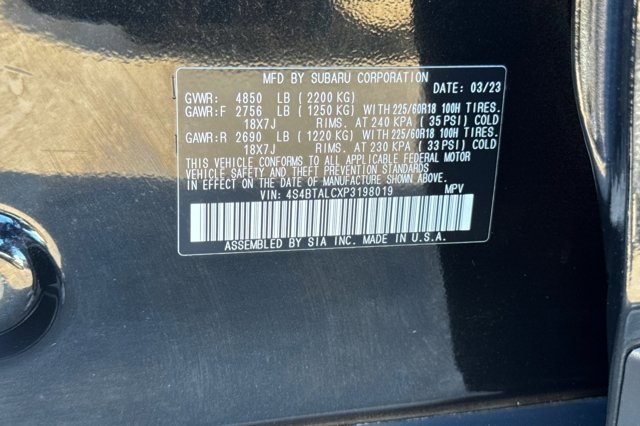 MFD BY SUBARU CORPORATION
DATE: 03/23
GVWR: 4850 LB ( 2200 KG)
GAWR:F 2756 LB ( 1250 KG) WITH 225/60R18 100H TIRES.
18X7J RIMS. AT 240 KPA ( 35 PSI) COLD
GAWR:R 2690 LB ( 1220 KG) WITH 225/60R18 100H TIRES.
18X7J RIMS. AT 230 KPA ( 33 PSI) COLD
THIS VEHICLE CONFORMS TO ALL APPLICABLE FEDERAL MOTOR
VEHICLE SAFETY AND THEFT PREVENTION STANDARDS
IN EFFECT ON THE DATE OF MANUFACTURE SHOWN ABOVE.
VIN: 4S4BTALCXP3198019 MPV
ASSEMBLED BY SIA INC. MADE IN U.S.A.